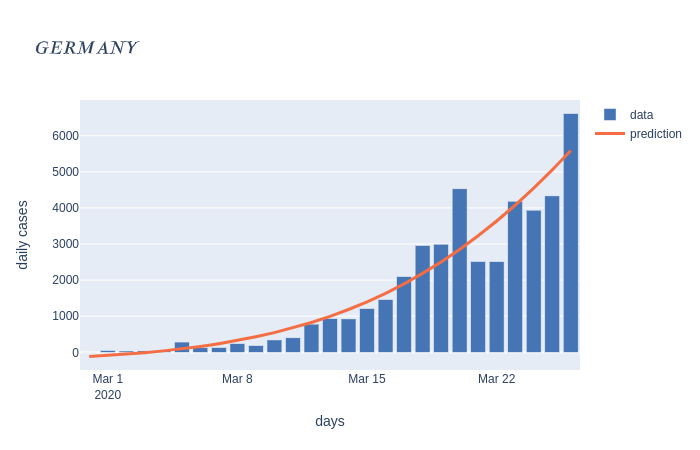 GERMANY
data
prediction
daily cases
6000
5000
4000
3000
2000
1000
0
Mar 1
2020
Mar 8
Mar 15
Mar 22
days